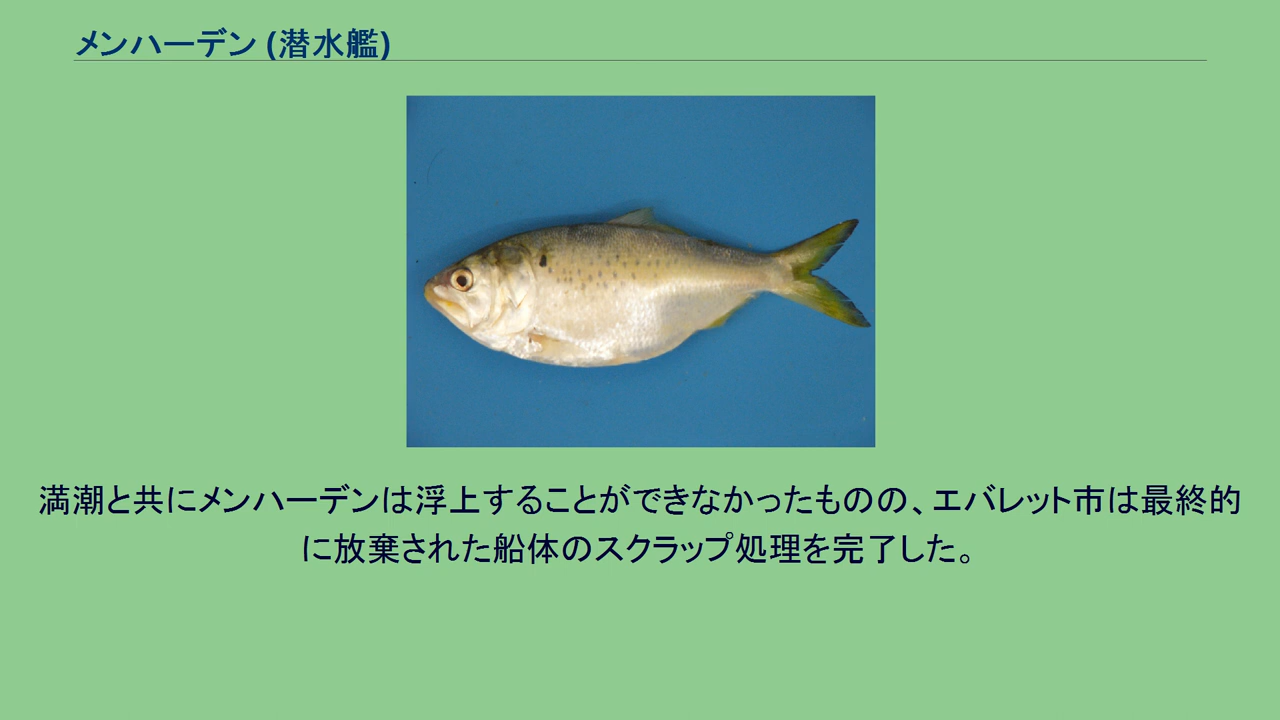 メンハーデン (潜水艦)
満潮と共にメンハーデンは浮上することができなかったものの、エバレット市は最終的
に放棄された船体のスクラップ処理を完了した。